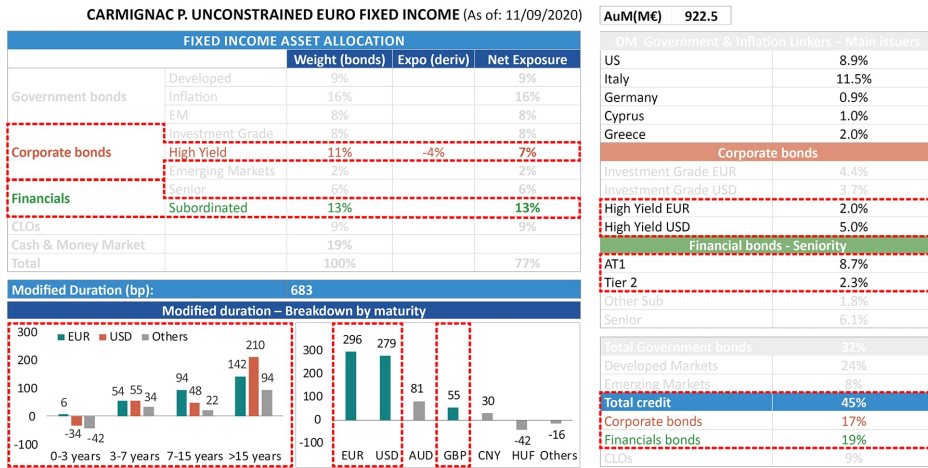 CARMIGNAC P. UNCONSTRAINED EURO FIXED INCOME (As of: 11/09/2020)
AuM(M€) 922.5
FIXED INCOME ASSET ALLOCATION
Weight (bonds) Expo (deriv) Net Exposure
Government bonds
Developed 9% 9%
Inflation 16% 16%
EM 8% 8%
Corporate bonds
Investment Grade 8% 8%
High Yield 11% -4% 7%
Emerging Markets 2% 2%
Financials
Senior 6% 6%
Subordinated 13% 13%
CLOs 9% 9%
Cash & Money Market 19%
Total 100% 77%
Modified Duration (bp): 683
Modified duration – Breakdown by maturity
EUR USD Others
300
200
100
0
-100
6 -34 -42
54 55 34
94 48 22
142 210 94
0-3 years 3-7 years 7-15 years >15 years
300
200
100
0
-100
296 279 81 55 30 -42 -16
EUR USD AUD GBP CNY HUF Others
DM Government & Inflation Linkers – Main issuers
US 8.9%
Italy 11.5%
Germany 0.9%
Cyprus 1.0%
Greece 2.0%
Corporate bonds
Investment Grade EUR 4.4%
Investment Grade USD 3.7%
High Yield EUR 2.0%
High Yield USD 5.0%
Financial bonds - Seniority
AT1 8.7%
Tier 2 2.3%
Other Sub 1.8%
Senior 6.1%
Total Government bonds 32%
Developed Markets 24%
Emerging Markets 8%
Total credit 45%
Corporate bonds 17%
Financials bonds 19%
CLOs 9%